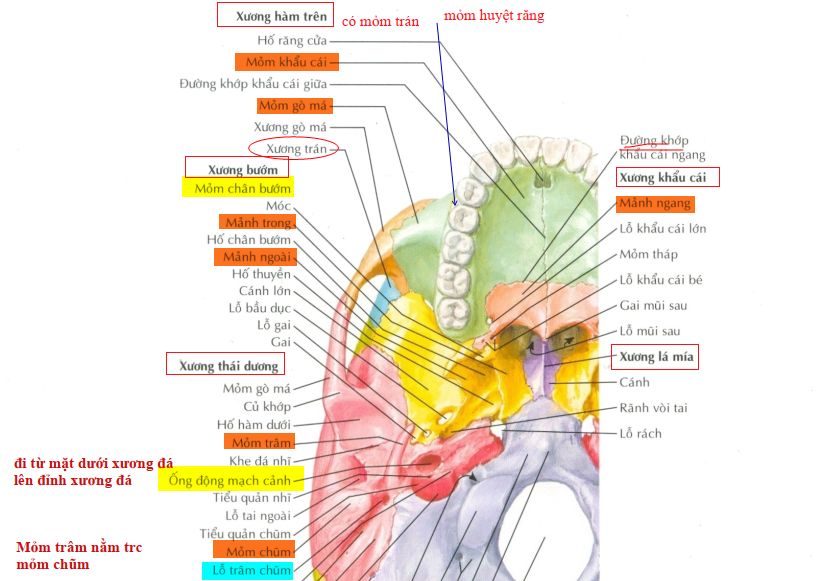 Xương hàm trên
có mỏm trán
mỏm huyệt răng
Hố răng cửa
Mỏm khẩu cái
Đường khớp khẩu cái giữa
Mỏm gò má
Xương gò má
Xương trán
Xương bướm
Mỏm chân bướm
Móc
Mảnh trong
Hố chân bướm
Mảnh ngoài
Hố thuyền
Cánh lớn
Lỗ bầu dục
Lỗ gai
Gai
Xương thái dương
Mỏm gò má
Củ khớp
Hố hàm dưới
Mỏm trâm
Khe đá nhĩ
Ống động mạch cảnh
Tiểu quản nhĩ
Lỗ tai ngoài
Tiểu quản chũm
Mỏm chũm
Lỗ trâm chũm
đi từ mặt dưới xương đá
lên đỉnh xương đá
Mỏm trâm nằm trc
mỏm chũm
Đường khớp
khẩu cái ngang
Xương khẩu cái
Mảnh ngang
Lỗ khẩu cái lớn
Mỏm tháp
Lỗ khẩu cái bé
Gai mũi sau
Lỗ mũi sau
Xương lá mía
Cánh
Rãnh vòi tai
Lỗ rách